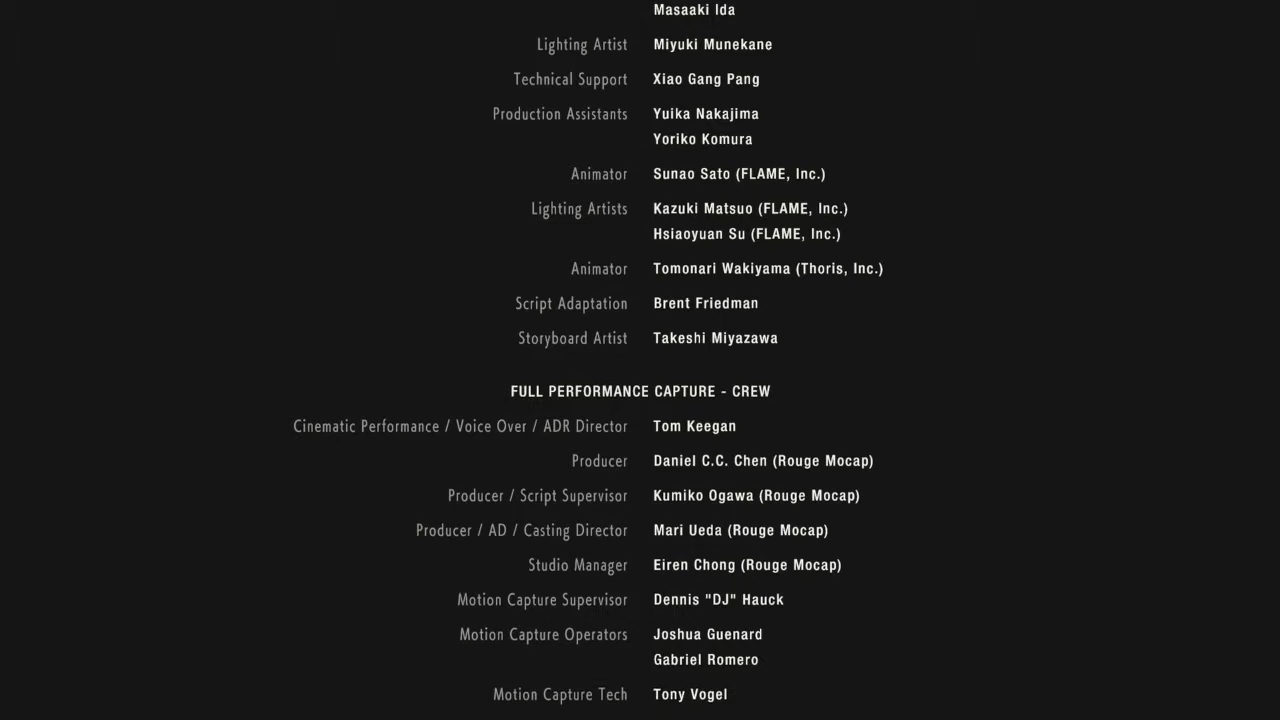 Masaaki Ida
Lighting Artist Miyuki Munekane
Technical Support Xiao Gang Pang
Production Assistants Yuika Nakajima
Yoriko Komura
Animator Sunao Sato (FLAME, Inc.)
Lighting Artists Kazuki Matsuo (FLAME, Inc.)
Hsiaoyuan Su (FLAME, Inc.)
Animator Tomonari Wakiyama (Thoris, Inc.)
Script Adaptation Brent Friedman
Storyboard Artist Takeshi Miyazawa
FULL PERFORMANCE CAPTURE - CREW
Cinematic Performance / Voice Over / ADR Director Tom Keegan
Producer Daniel C.C. Chen (Rouge Mocap)
Producer / Script Supervisor Kumiko Ogawa (Rouge Mocap)
Producer / AD / Casting Director Mari Ueda (Rouge Mocap)
Studio Manager Eiren Chong (Rouge Mocap)
Motion Capture Supervisor Dennis "DJ" Hauck
Motion Capture Operators Joshua Guenard
Gabriel Romero
Motion Capture Tech Tony Vogel